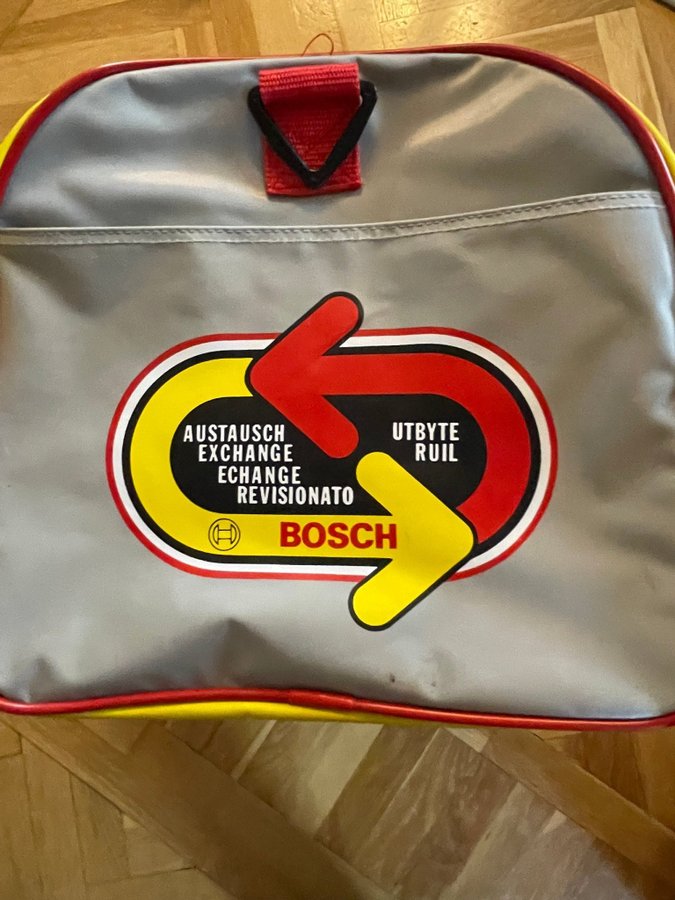 AUSTAUSCH
EXCHANGE
ECHANGE
REVISIONATO
UTBYTE
RUIL
BOSCH